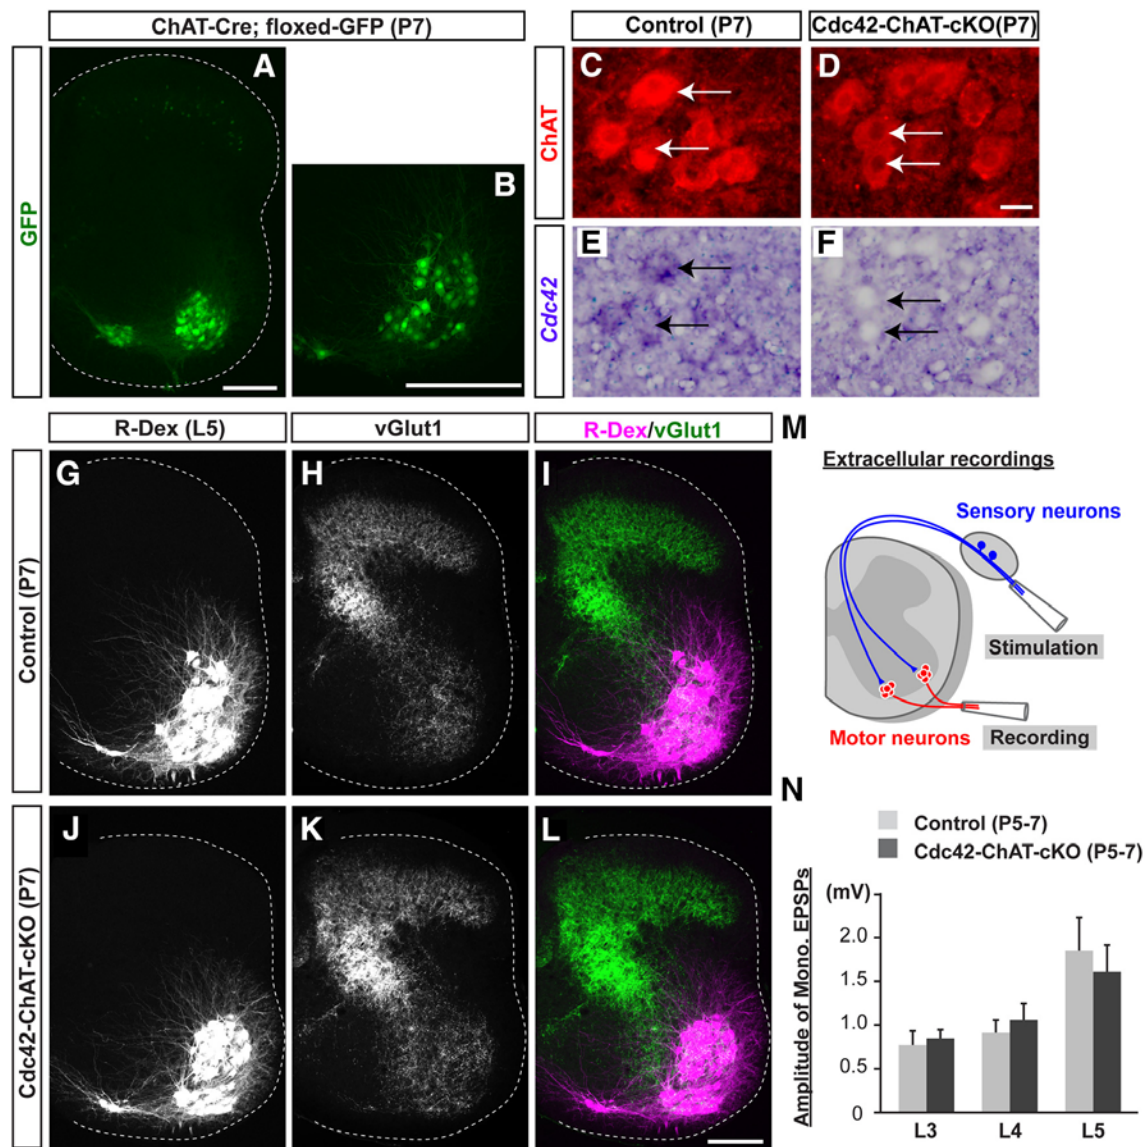 ChAT-Cre; floxed-GFP (P7)
Control (P7)
Cdc42-ChAT-cKO(P7)
GFP
A
B
ChAT
C
D
Cdc42
E
F
R-Dex (L5)
vGlut1
R-Dex/vGlut1
Control (P7)
G
H
I
Cdc42-ChAT-cKO (P7)
J
K
L
M
Extracellular recordings
Sensory neurons
Stimulation
Motor neurons
Recording
N
Control (P5-7)
Cdc42-ChAT-cKO (P5-7)
Amplitude of Mono. EPSPs
(mV)
2.0
1.5
1.0
0.5
0
L3 L4 L5